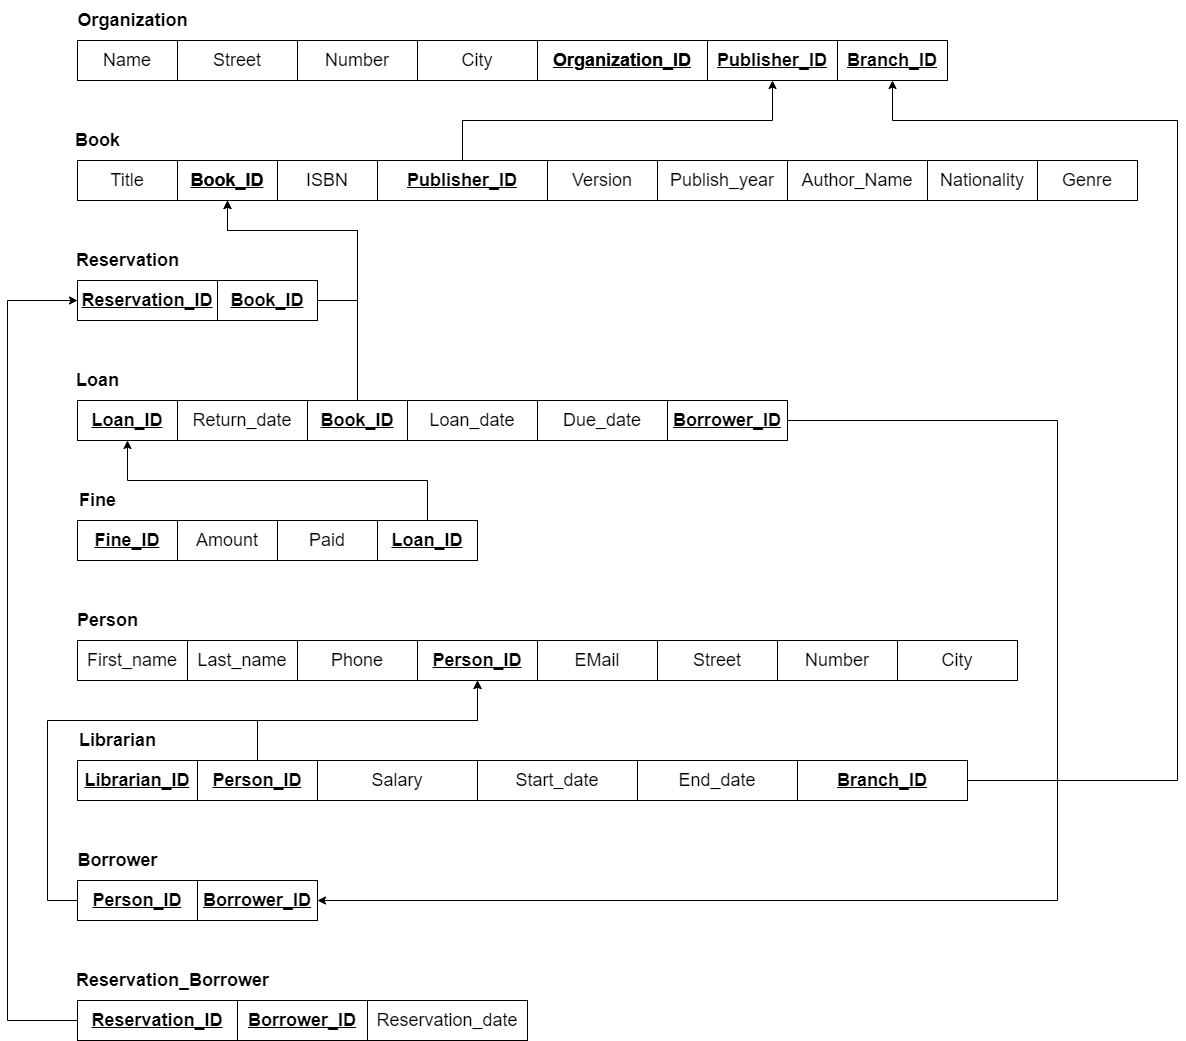 Organization
Name Street Number City Organization_ID Publisher_ID Branch_ID
Book
Title Book_ID ISBN Publisher_ID Version Publish_year Author_Name Nationality Genre
Reservation
Reservation_ID Book_ID
Loan
Loan_ID Return_date Book_ID Loan_date Due_date Borrower_ID
Fine
Fine_ID Amount Paid Loan_ID
Person
First_name Last_name Phone Person_ID EMail Street Number City
Librarian
Librarian_ID Person_ID Salary Start_date End_date Branch_ID
Borrower
Person_ID Borrower_ID
Reservation_Borrower
Reservation_ID Borrower_ID Reservation_date